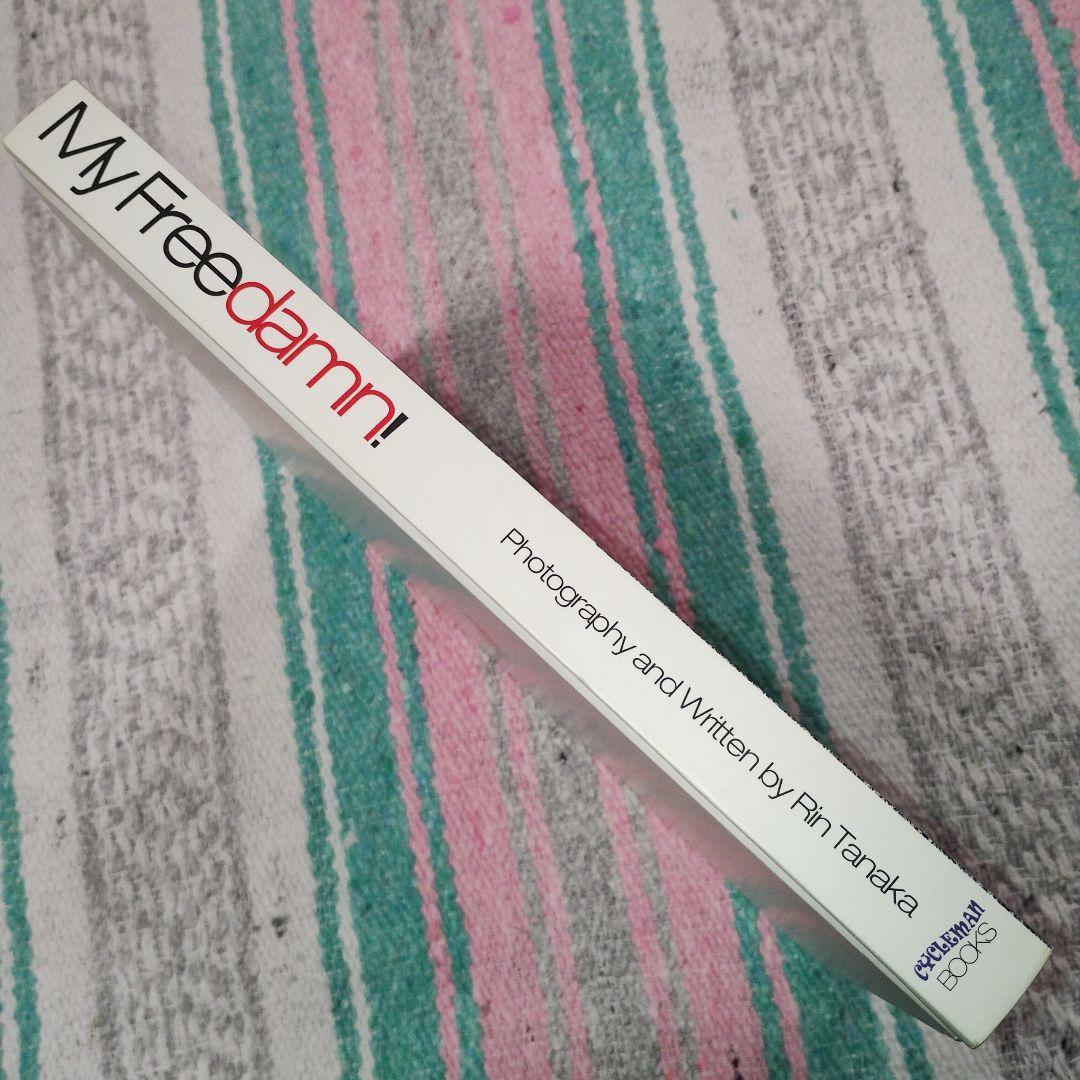 My Freedamn!
Photography and Written by Rin Tanaka
CYCLEMAN
BOOKS